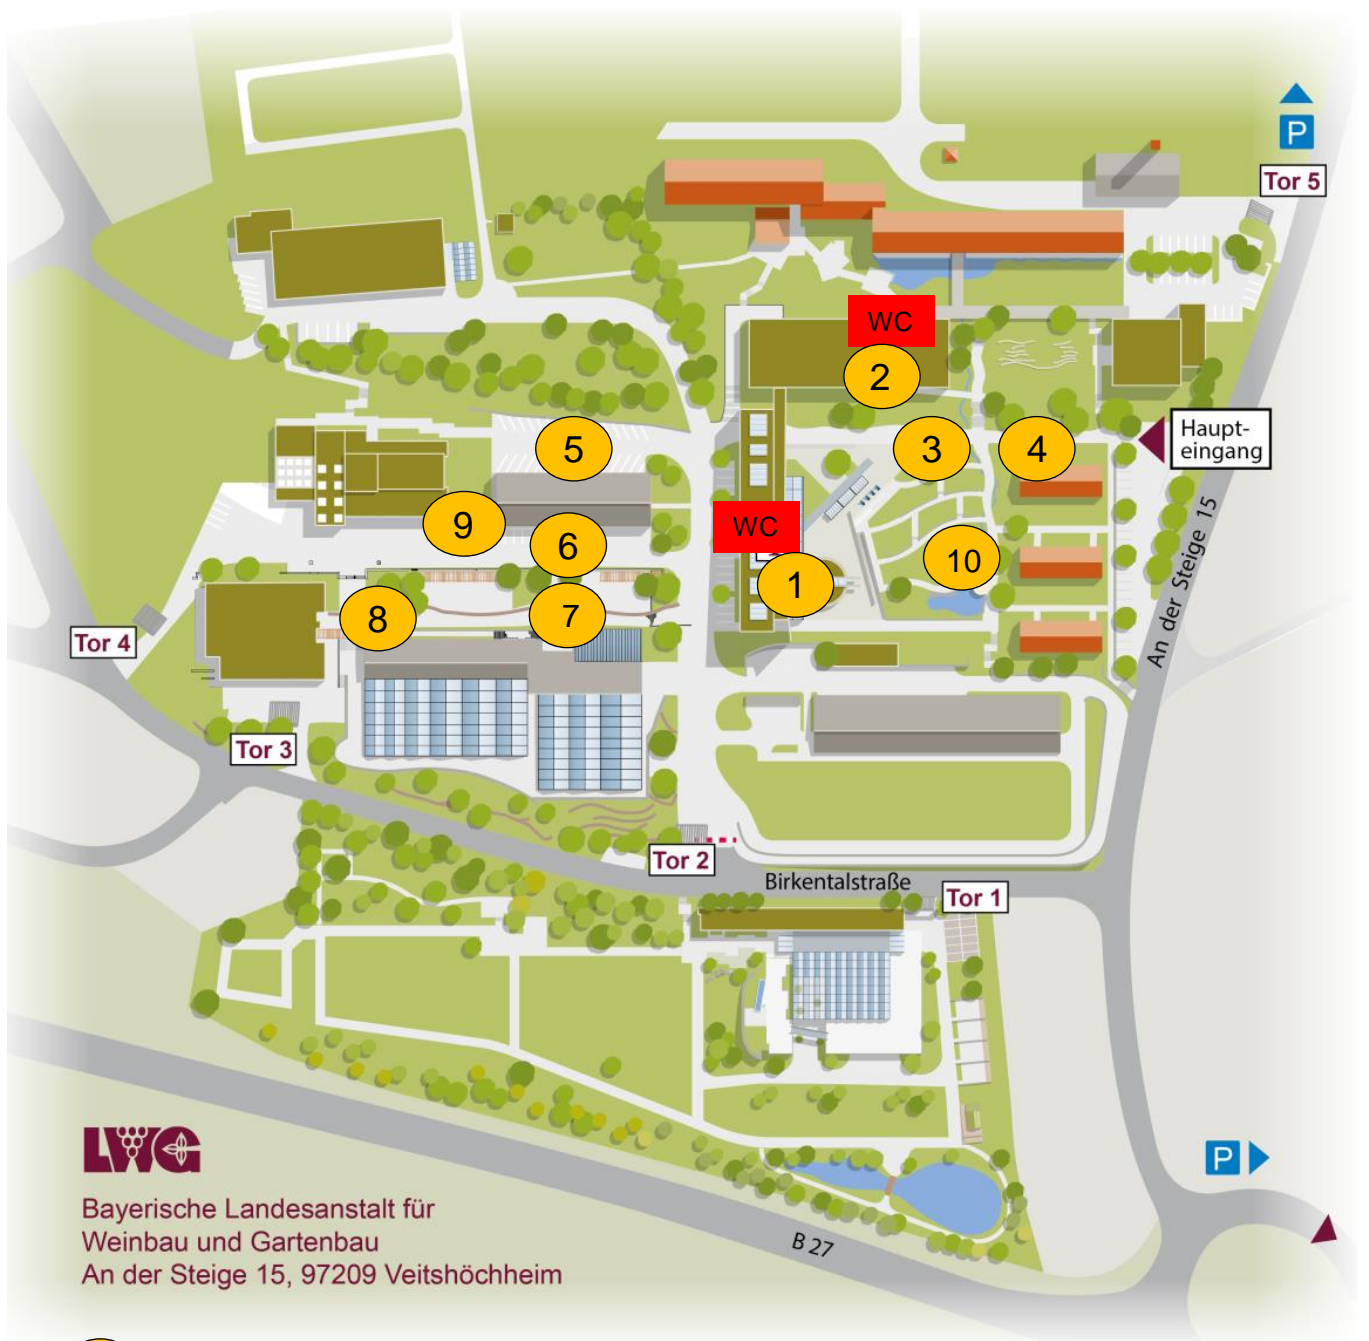 P
Tor 5
WC
2
Haupt-
eingang
5
3
4
9
6
WC
10
1
An der Steige 15
8
7
Tor 4
Tor 3
Tor 2
Birkentalstraße
Tor 1
LWG
P
Bayerische Landesanstalt für
Weinbau und Gartenbau
An der Steige 15, 97209 Veitshöchheim
B 27